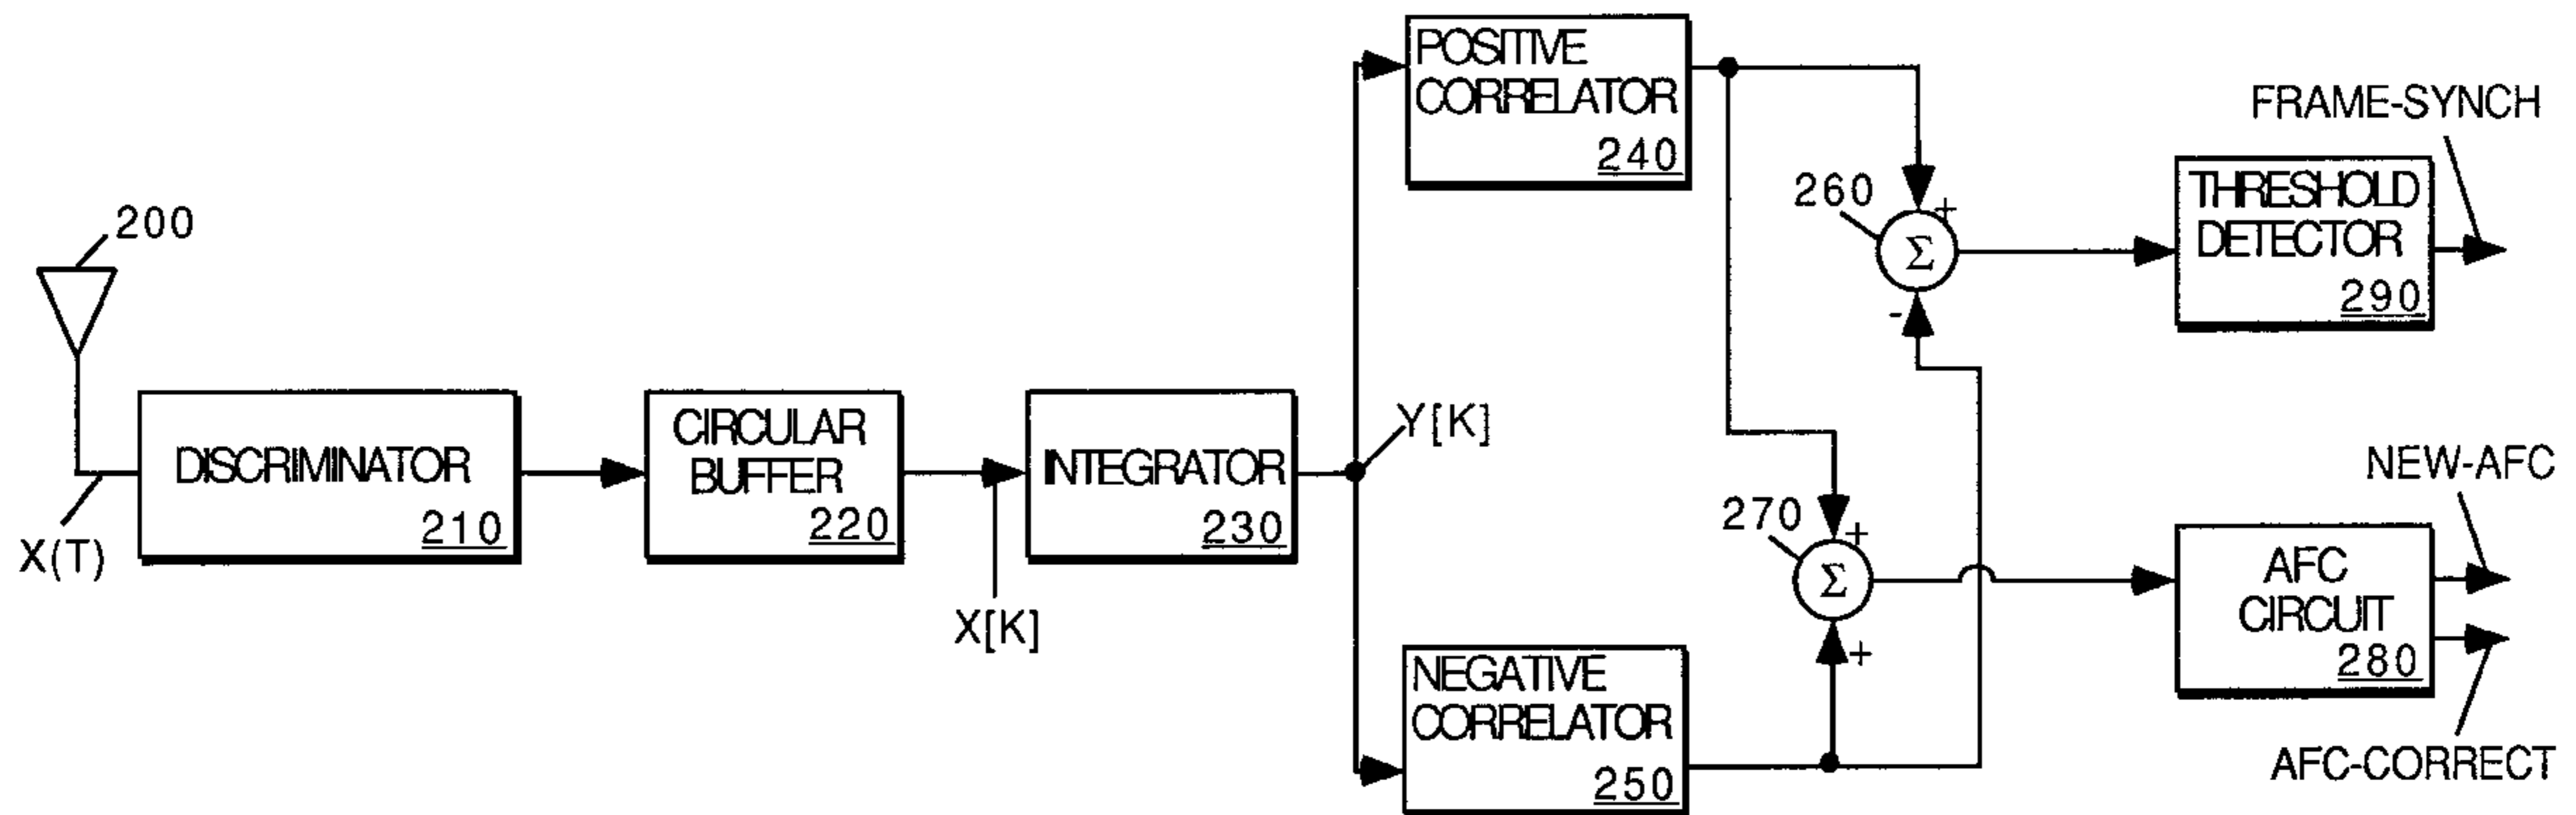 200
X(T)
DISCRIMINATOR
210
CIRCULAR
BUFFER
220
X[K]
INTEGRATOR
230
Y[K]
POSITIVE
CORRELATOR
240
NEGATIVE
CORRELATOR
250
260
+
Σ
-
270
+
Σ
+
THRESHOLD
DETECTOR
290
FRAME-SYNCH
AFC
CIRCUIT
280
NEW-AFC
AFC-CORRECT